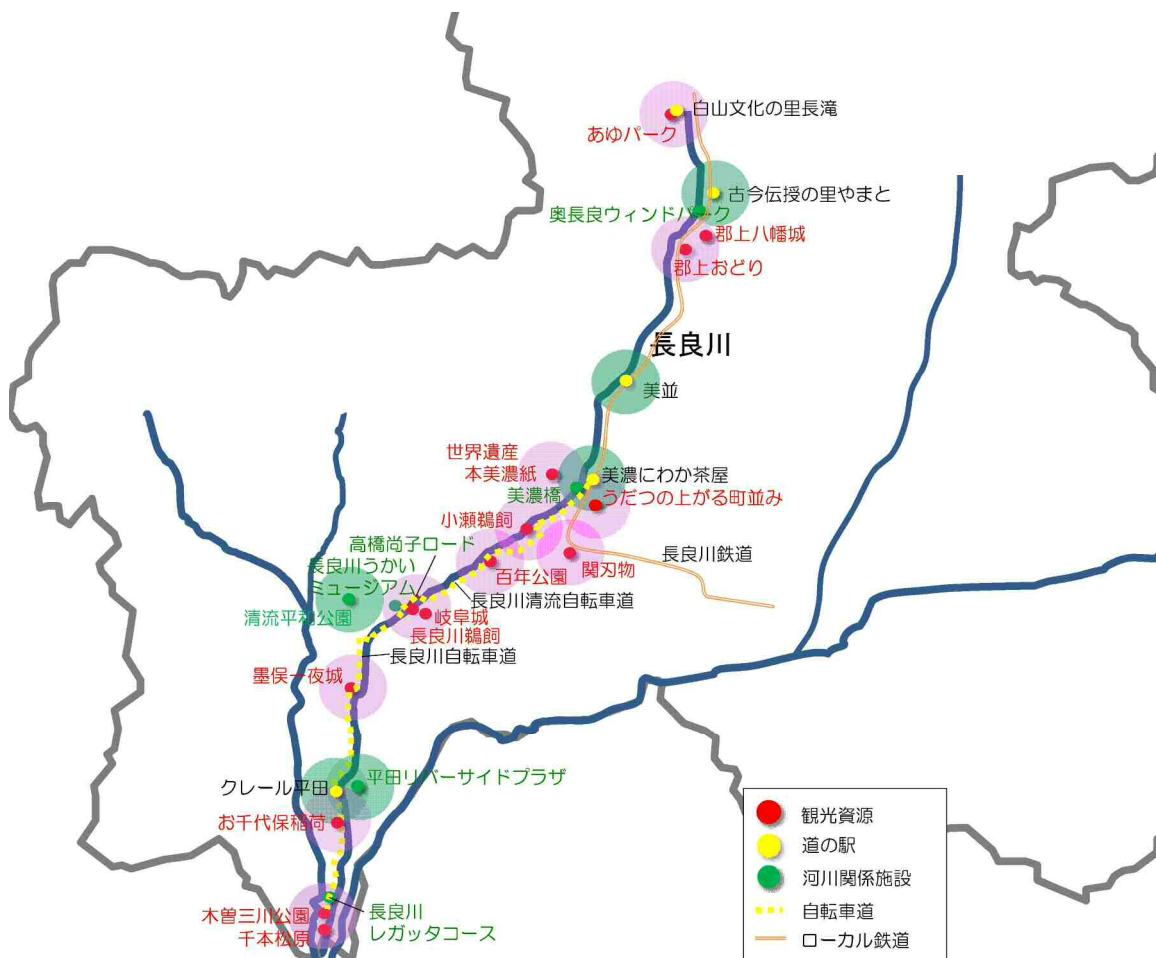 白山文化の里長滝
あゆパーク
古今伝授の里やまと
奥長良ウィンドパーク
郡上八幡城
郡上おどり
長良川
美並
世界遺産
本美濃紙
美濃にわか茶屋
美濃橋
うだつの上がる町並み
小瀬鵜飼
高橋尚子ロード
長良川鉄道
長良川うかい
ミュージアム
百年公園
関刃物
長良川清流自転車道
清流平和公園
岐阜城
長良川鵜飼
長良川自転車道
墨俣一夜城
クレール平田
平田リバーサイドプラザ
お千代保稲荷
木曽三川公園
千本松原
長良川
レガッタコース
観光資源
道の駅
河川関係施設
自転車道
ローカル鉄道